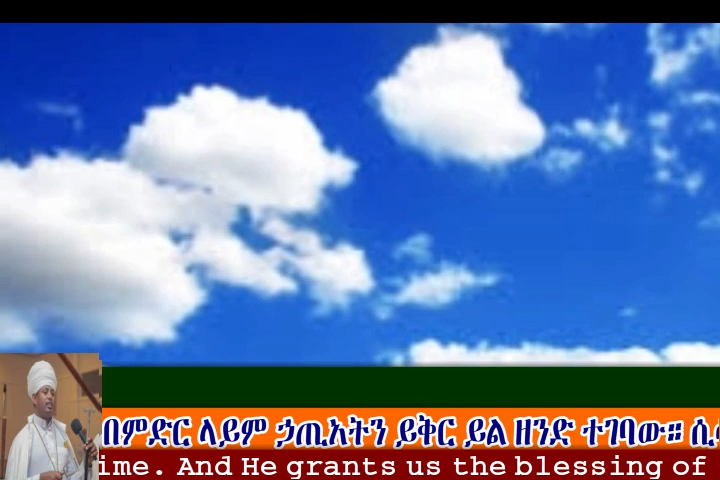 በምድር ላይም ኃጢአትን ይቅር ይል ዘንድ ተገባው።
ime. And He grants us the blessing of